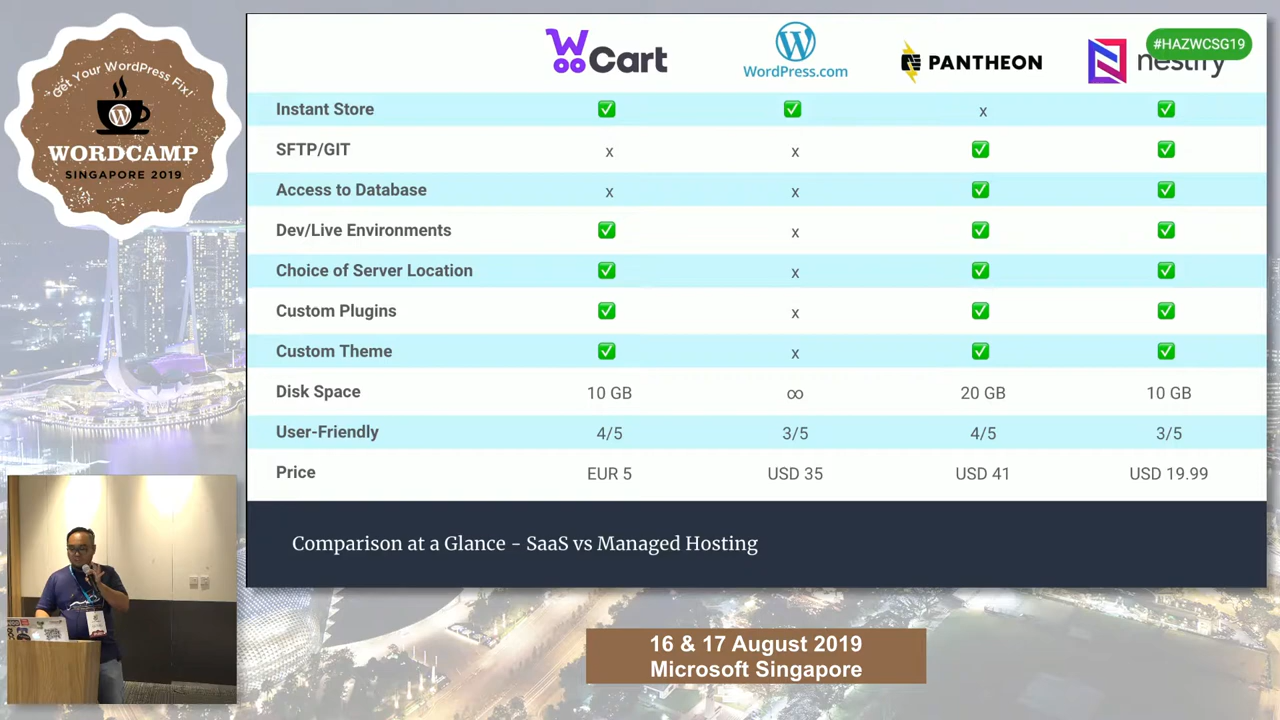 Get Your WordPress Fix!
WORDCAMP
SINGAPORE 2019
WooCart
WordPress.com
PANTHEON
nestify
#HAZWCSG19
Instant Store ✅ ✅ x ✅
SFTP/GIT x x ✅ ✅
Access to Database x x ✅ ✅
Dev/Live Environments ✅ x ✅ ✅
Choice of Server Location ✅ x ✅ ✅
Custom Plugins ✅ x ✅ ✅
Custom Theme ✅ x ✅ ✅
Disk Space 10 GB ∞ 20 GB 10 GB
User-Friendly 4/5 3/5 4/5 3/5
Price EUR 5 USD 35 USD 41 USD 19.99
Comparison at a Glance - SaaS vs Managed Hosting
16 & 17 August 2019
Microsoft Singapore